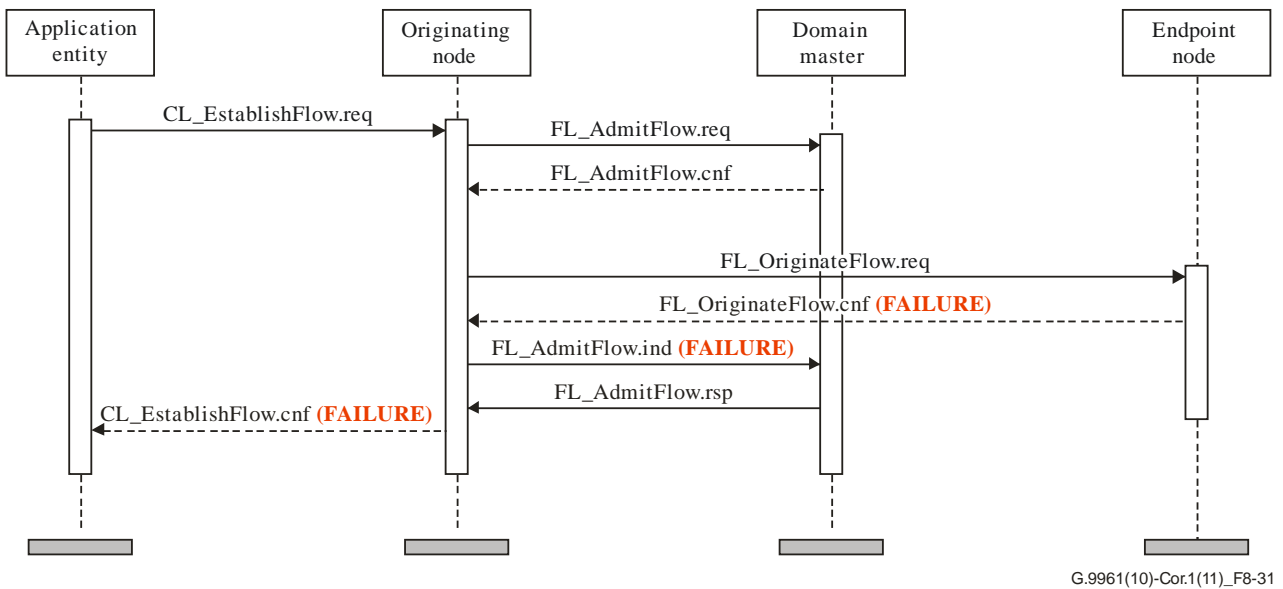 Application
entity
Originating
node
Domain
master
Endpoint
node
CL_EstablishFlow.req
FL_AdmitFlow.req
FL_AdmitFlow.cnf
FL_OriginateFlow.req
FL_OriginateFlow.cnf (FAILURE)
FL_AdmitFlow.ind (FAILURE)
FL_AdmitFlow.rsp
CL_EstablishFlow.cnf (FAILURE)
G.9961(10)-Cor.1(11)_F8-31